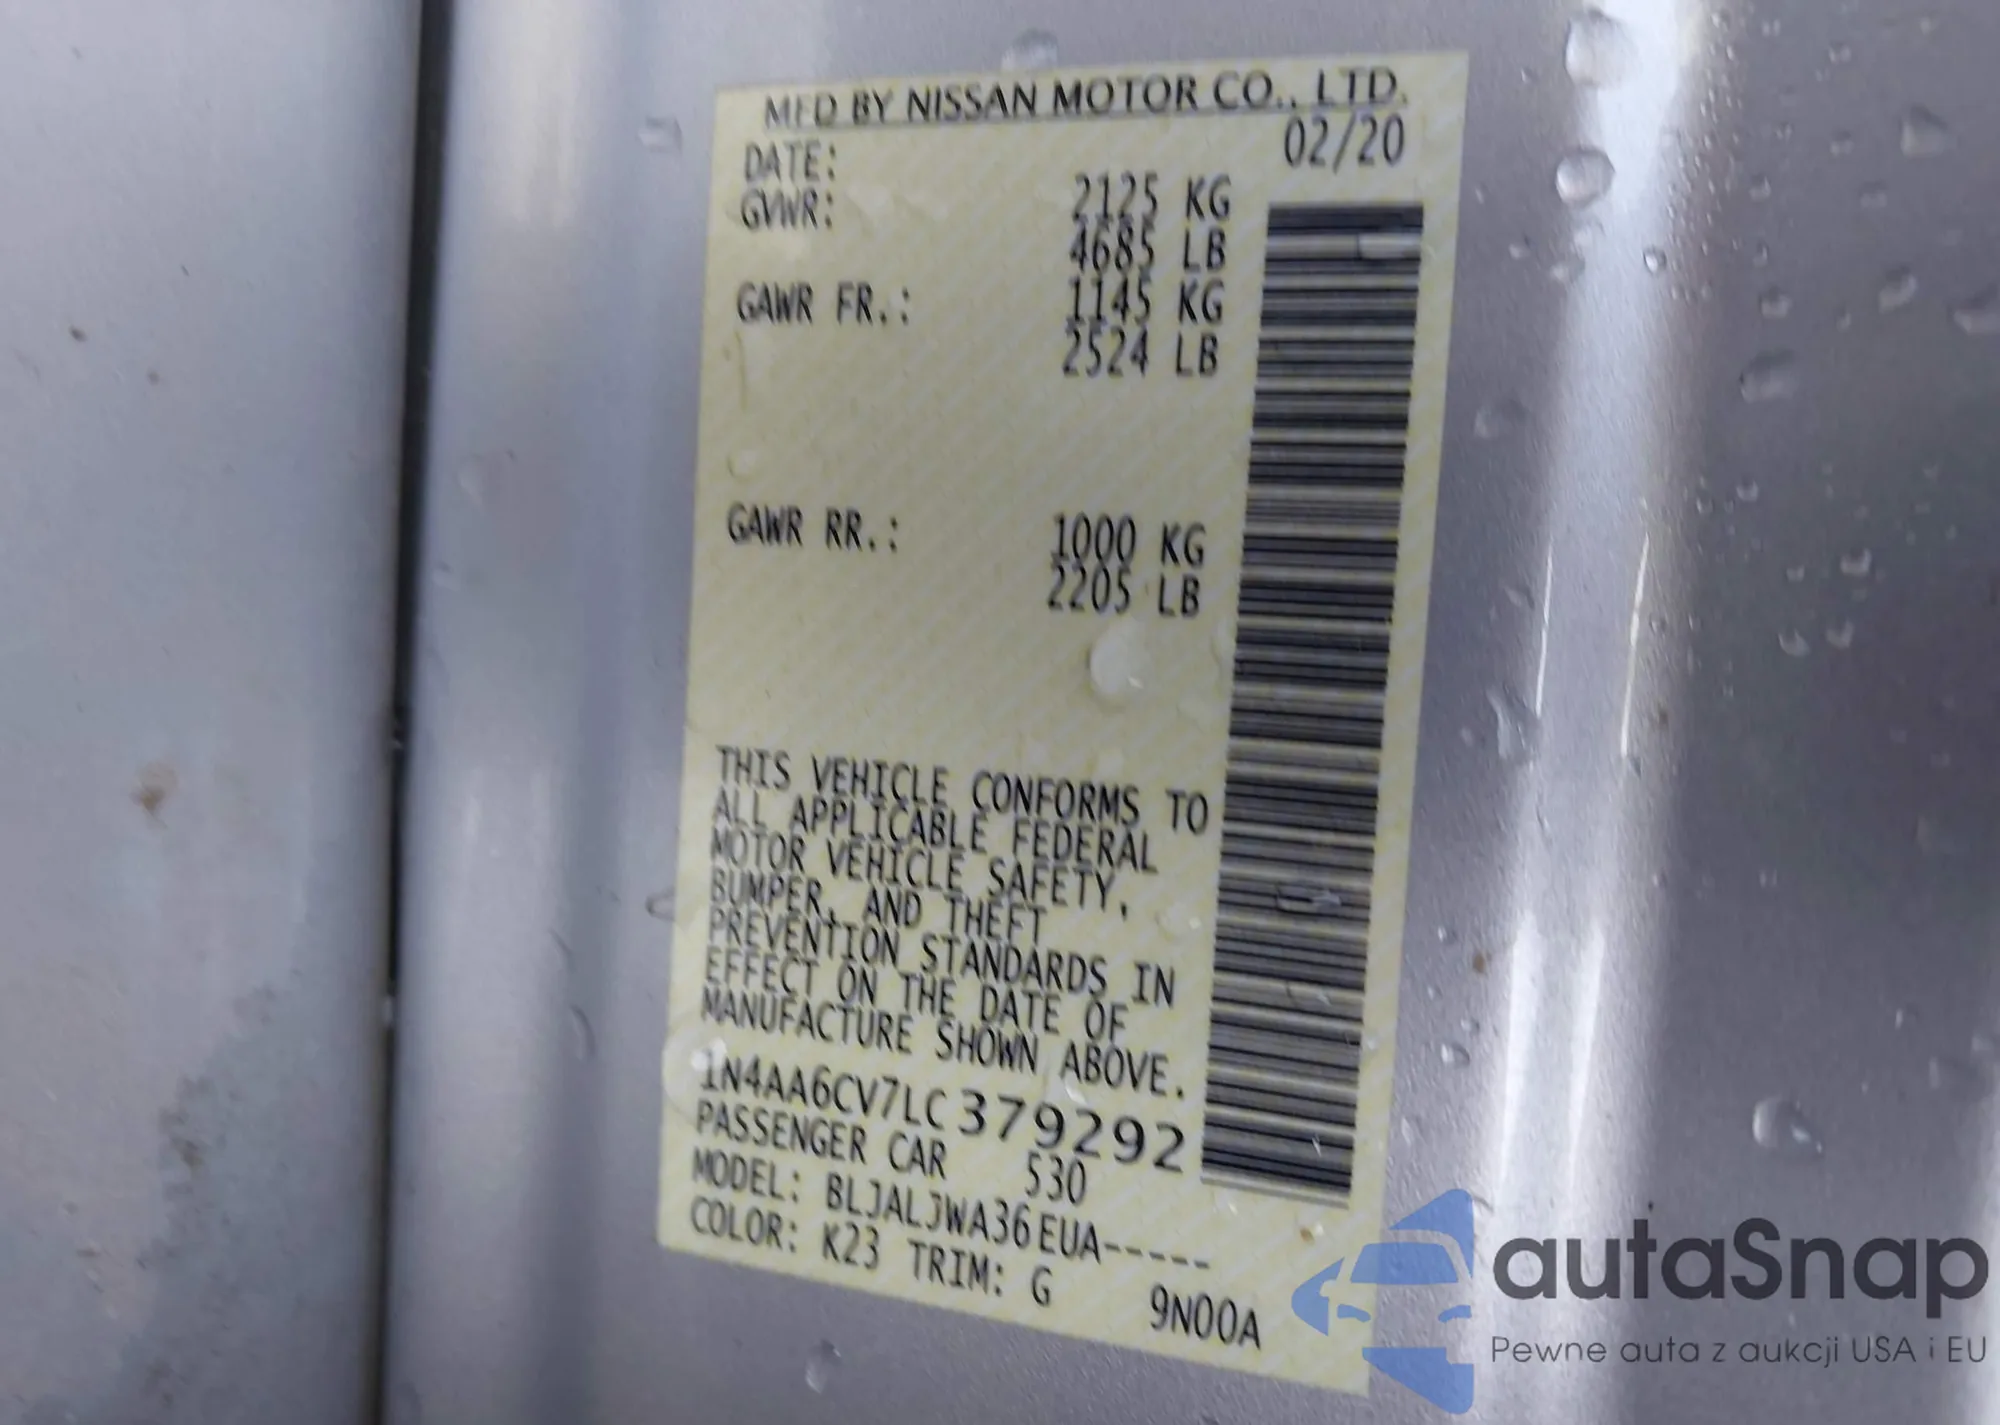 MFD BY NISSAN MOTOR CO., LTD.
DATE: 02/20
GVWR: 2125 KG
4685 LB
GAWR FR.: 1145 KG
2524 LB
GAWR RR.: 1000 KG
2205 LB
THIS VEHICLE CONFORMS TO
ALL APPLICABLE FEDERAL
MOTOR VEHICLE SAFETY,
BUMPER, AND THEFT
PREVENTION STANDARDS IN
EFFECT ON THE DATE OF
MANUFACTURE SHOWN ABOVE.
1N4AA6CV7LC379292
PASSENGER CAR 530
MODEL: BLJALJWA36EUA-----
COLOR: K23 TRIM: G 9N00A
autaSnap
Pewne auta z aukcji USA i EU